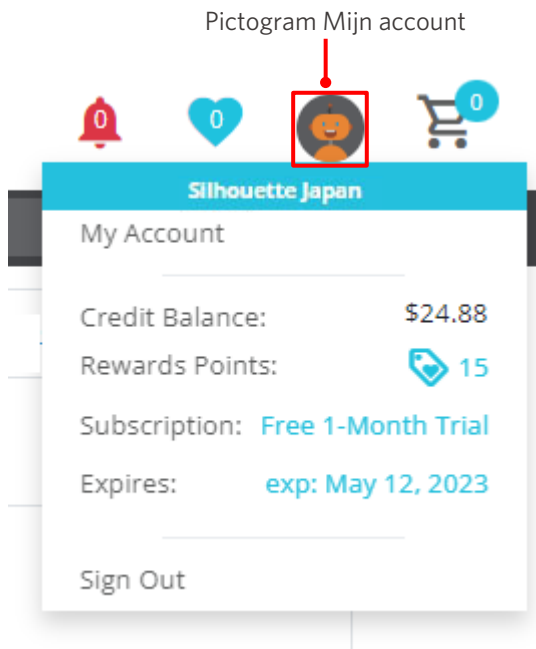 Pictogram Mijn account
0 0 0
Silhouette Japan
My Account
Credit Balance: $24.88
Rewards Points: 15
Subscription: Free 1-Month Trial
Expires: exp: May 12, 2023
Sign Out